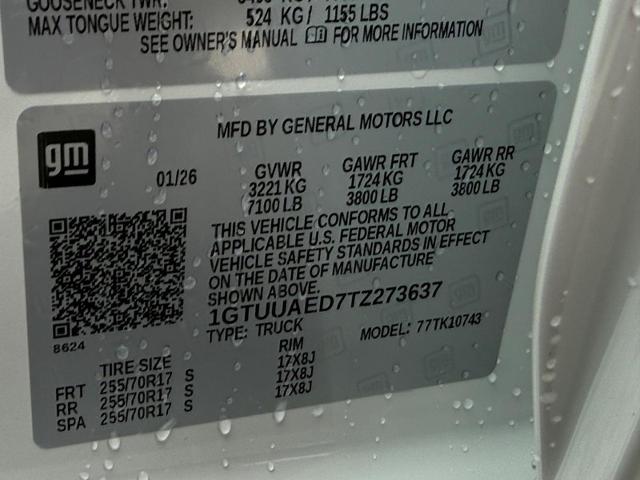 GOOSENECK TWR:
MAX TONGUE WEIGHT: 524 KG / 1155 LBS
SEE OWNER'S MANUAL FOR MORE INFORMATION
MFD BY GENERAL MOTORS LLC
gm
01/26
GVWR GAWR FRT GAWR RR
3221 KG 1724 KG 1724 KG
7100 LB 3800 LB 3800 LB
THIS VEHICLE CONFORMS TO ALL
APPLICABLE U.S. FEDERAL MOTOR
VEHICLE SAFETY STANDARDS IN EFFECT
ON THE DATE OF MANUFACTURE
SHOWN ABOVE.
1GTUUAED7TZ273637
TYPE: TRUCK MODEL: 77TK10743
8624
TIRE SIZE RIM
FRT 255/70R17 S 17X8J
RR 255/70R17 S 17X8J
SPA 255/70R17 S 17X8J